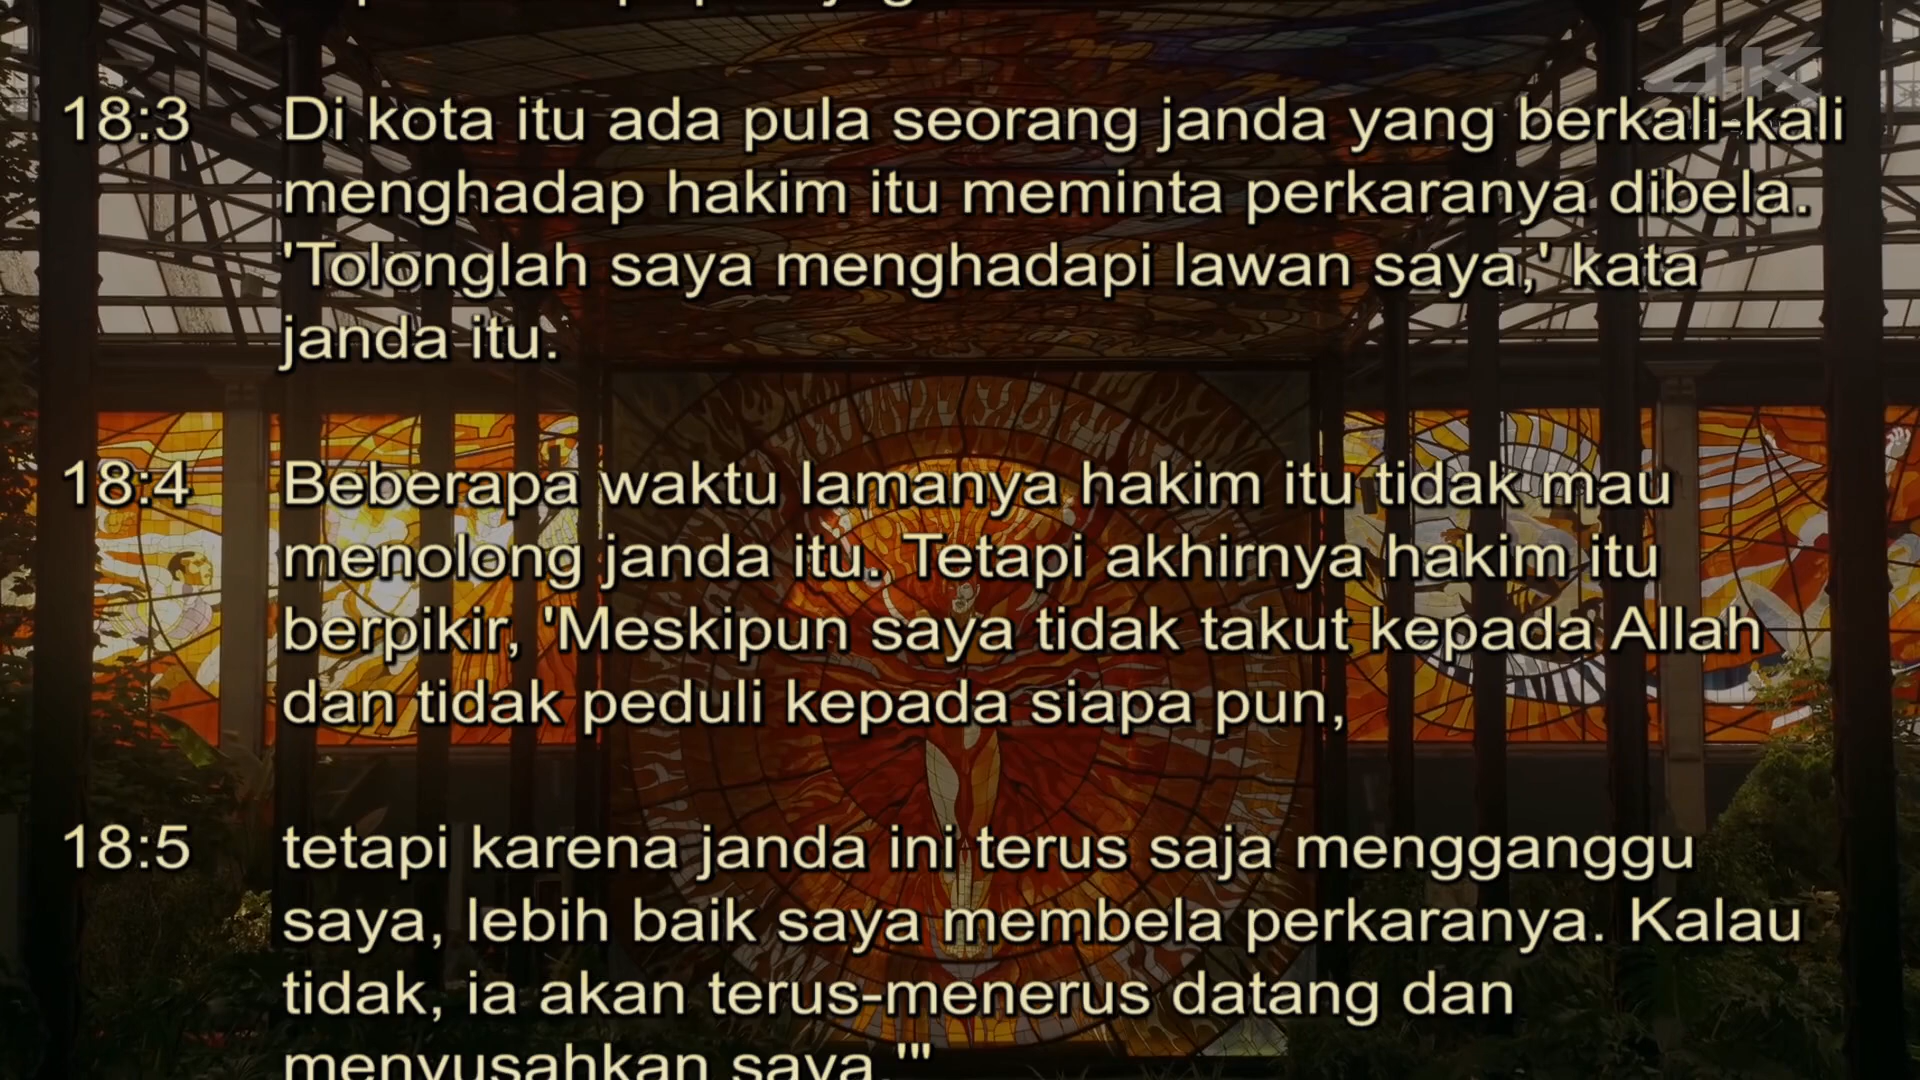 4K
18:3 Di kota itu ada pula seorang janda yang berkali-kali
menghadap hakim itu meminta perkaranya dibela.
'Tolonglah saya menghadapi lawan saya,' kata
janda itu.
18:4 Beberapa waktu lamanya hakim itu tidak mau
menolong janda itu. Tetapi akhirnya hakim itu
berpikir, 'Meskipun saya tidak takut kepada Allah
dan tidak peduli kepada siapa pun,
18:5 tetapi karena janda ini terus saja mengganggu
saya, lebih baik saya membela perkaranya. Kalau
tidak, ia akan terus-menerus datang dan
menyusahkan saya.'"